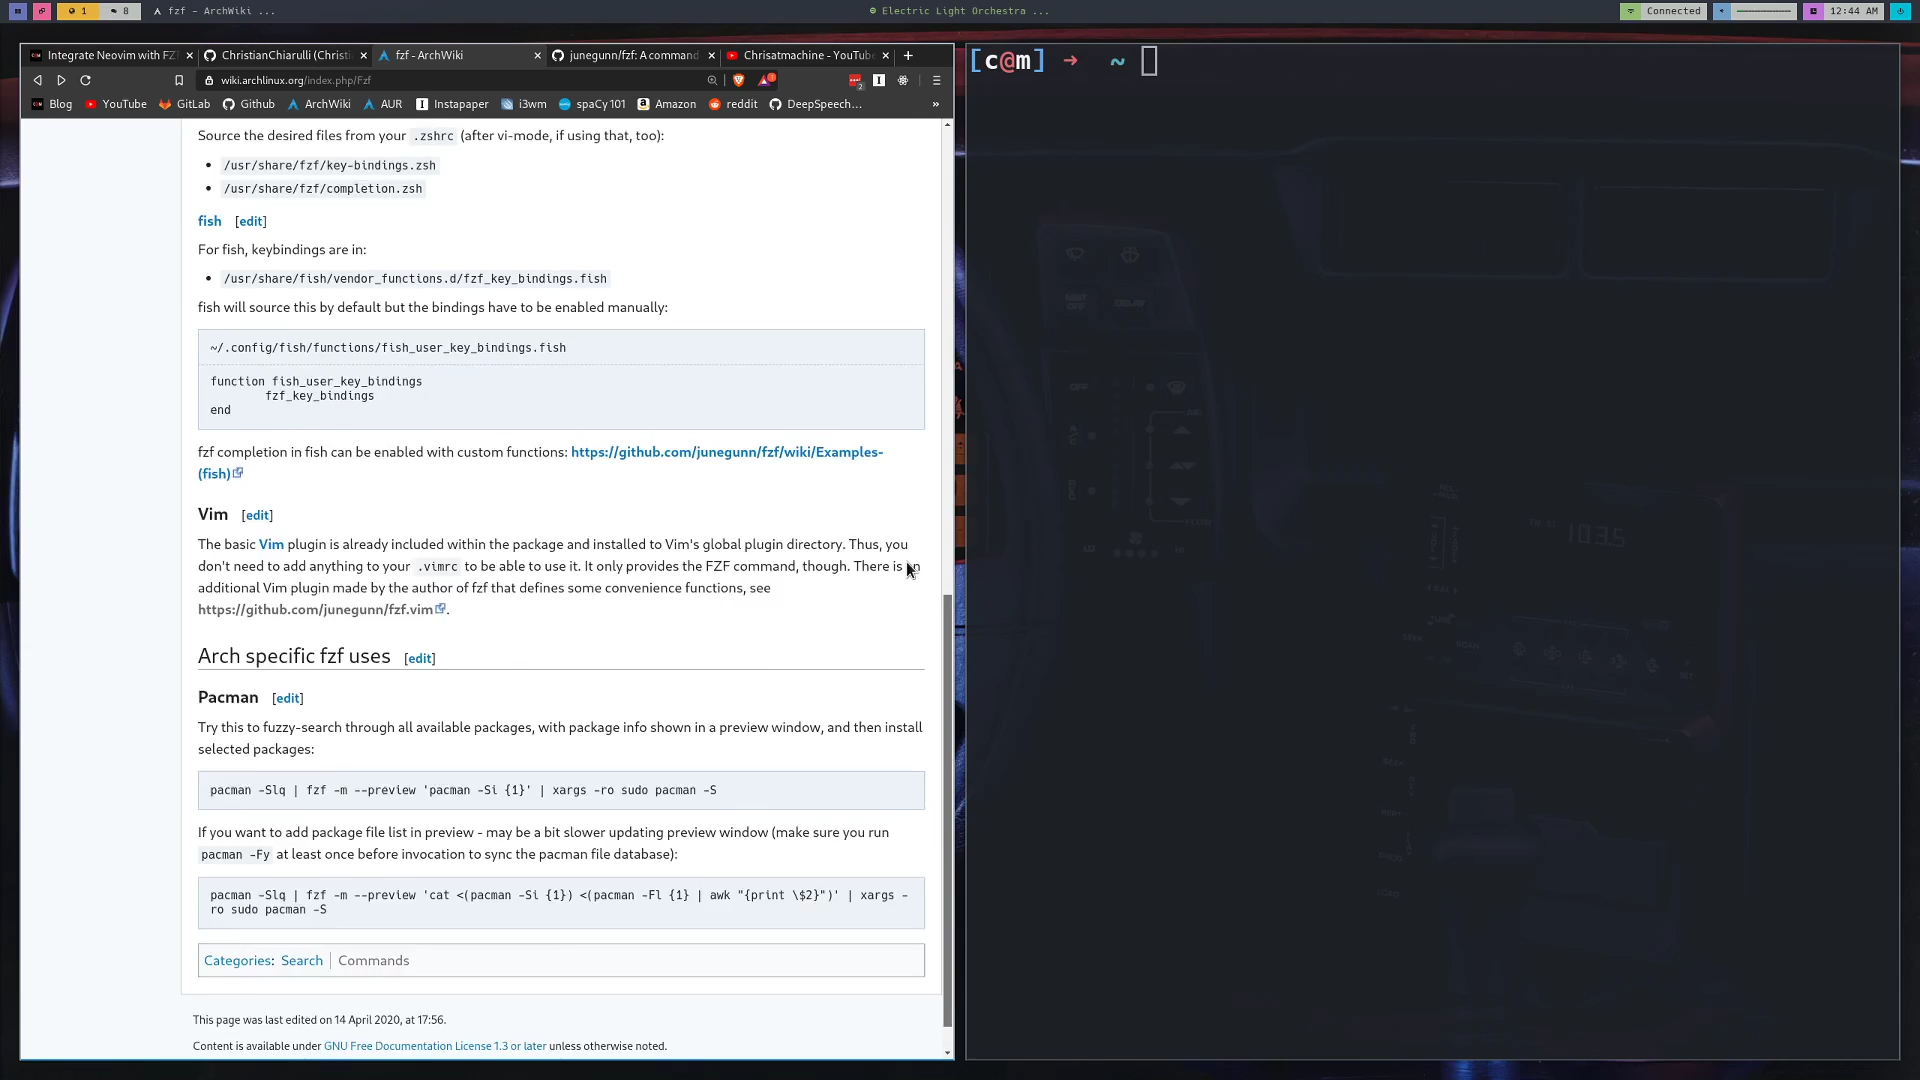 1
8
fzf - ArchWiki ...
Electric Light Orchestra ...
Connected
12:44 AM
Integrate Neovim with FZ
ChristianChiarulli (Christi
fzf - ArchWiki
junegunn/fzf: A command
Chrisatmachine - YouTube
wiki.archlinux.org/index.php/Fzf
Blog YouTube GitLab Github ArchWiki AUR Instapaper i3wm spaCy101 Amazon reddit DeepSpeech... »
Source the desired files from your .zshrc (after vi-mode, if using that, too):
• /usr/share/fzf/key-bindings.zsh
• /usr/share/fzf/completion.zsh
fish [edit]
For fish, keybindings are in:
• /usr/share/fish/vendor_functions.d/fzf_key_bindings.fish
fish will source this by default but the bindings have to be enabled manually:
~/.config/fish/functions/fish_user_key_bindings.fish
function fish_user_key_bindings
fzf_key_bindings
end
fzf completion in fish can be enabled with custom functions: https://github.com/junegunn/fzf/wiki/Examples-
(fish)
Vim [edit]
The basic Vim plugin is already included within the package and installed to Vim's global plugin directory. Thus, you
don't need to add anything to your .vimrc to be able to use it. It only provides the FZF command, though. There is
additional Vim plugin made by the author of fzf that defines some convenience functions, see
https://github.com/junegunn/fzf.vim.
Arch specific fzf uses [edit]
Pacman [edit]
Try this to fuzzy-search through all available packages, with package info shown in a preview window, and then install
selected packages:
pacman -Slq | fzf -m --preview 'pacman -Si {1}' | xargs -ro sudo pacman -S
If you want to add package file list in preview - may be a bit slower updating preview window (make sure you run
pacman -Fy at least once before invocation to sync the pacman file database):
pacman -Slq | fzf -m --preview 'cat <(pacman -Si {1}) <(pacman -Fl {1} | awk "{print \$2}")' | xargs -
ro sudo pacman -S
Categories: Search | Commands
This page was last edited on 14 April 2020, at 17:56.
Content is available under GNU Free Documentation License 1.3 or later unless otherwise noted.
[c@m] → ~
103.5